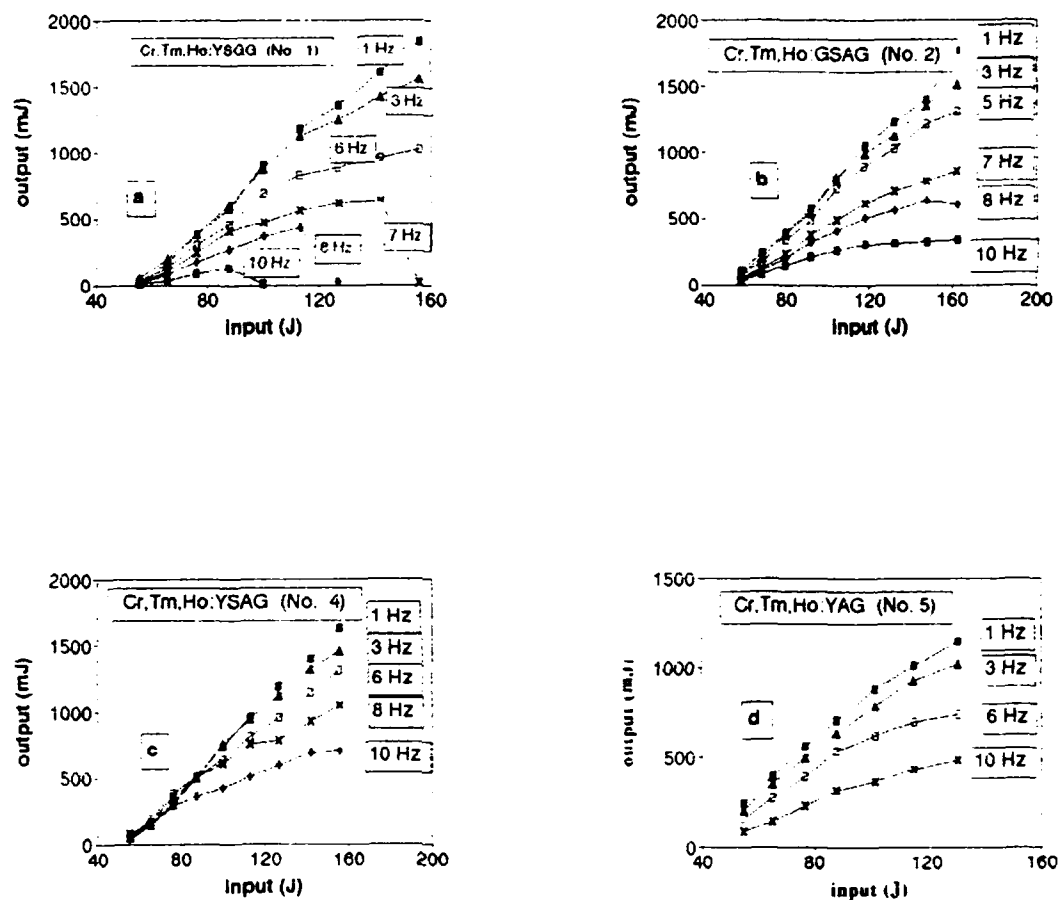 2000
1500
1000
500
0
output (mJ)
Cr,Tm,Ho:YSGG (No. 1)
1 Hz
3 Hz
6 Hz
7 Hz
8 Hz
10 Hz
a
40 80 120 160
Input (J)
2000
1500
1000
500
0
output (mJ)
Cr,Tm,Ho:GSAG (No. 2)
1 Hz
3 Hz
5 Hz
7 Hz
8 Hz
10 Hz
b
40 80 120 160 200
Input (J)
2000
1500
1000
500
0
output (mJ)
Cr,Tm,Ho:YSAG (No. 4)
1 Hz
3 Hz
6 Hz
8 Hz
10 Hz
c
40 80 120 160 200
Input (J)
1500
1000
500
0
output (mJ)
Cr,Tm,Ho:YAG (No. 5)
1 Hz
3 Hz
6 Hz
10 Hz
d
40 80 120 160
input (J)